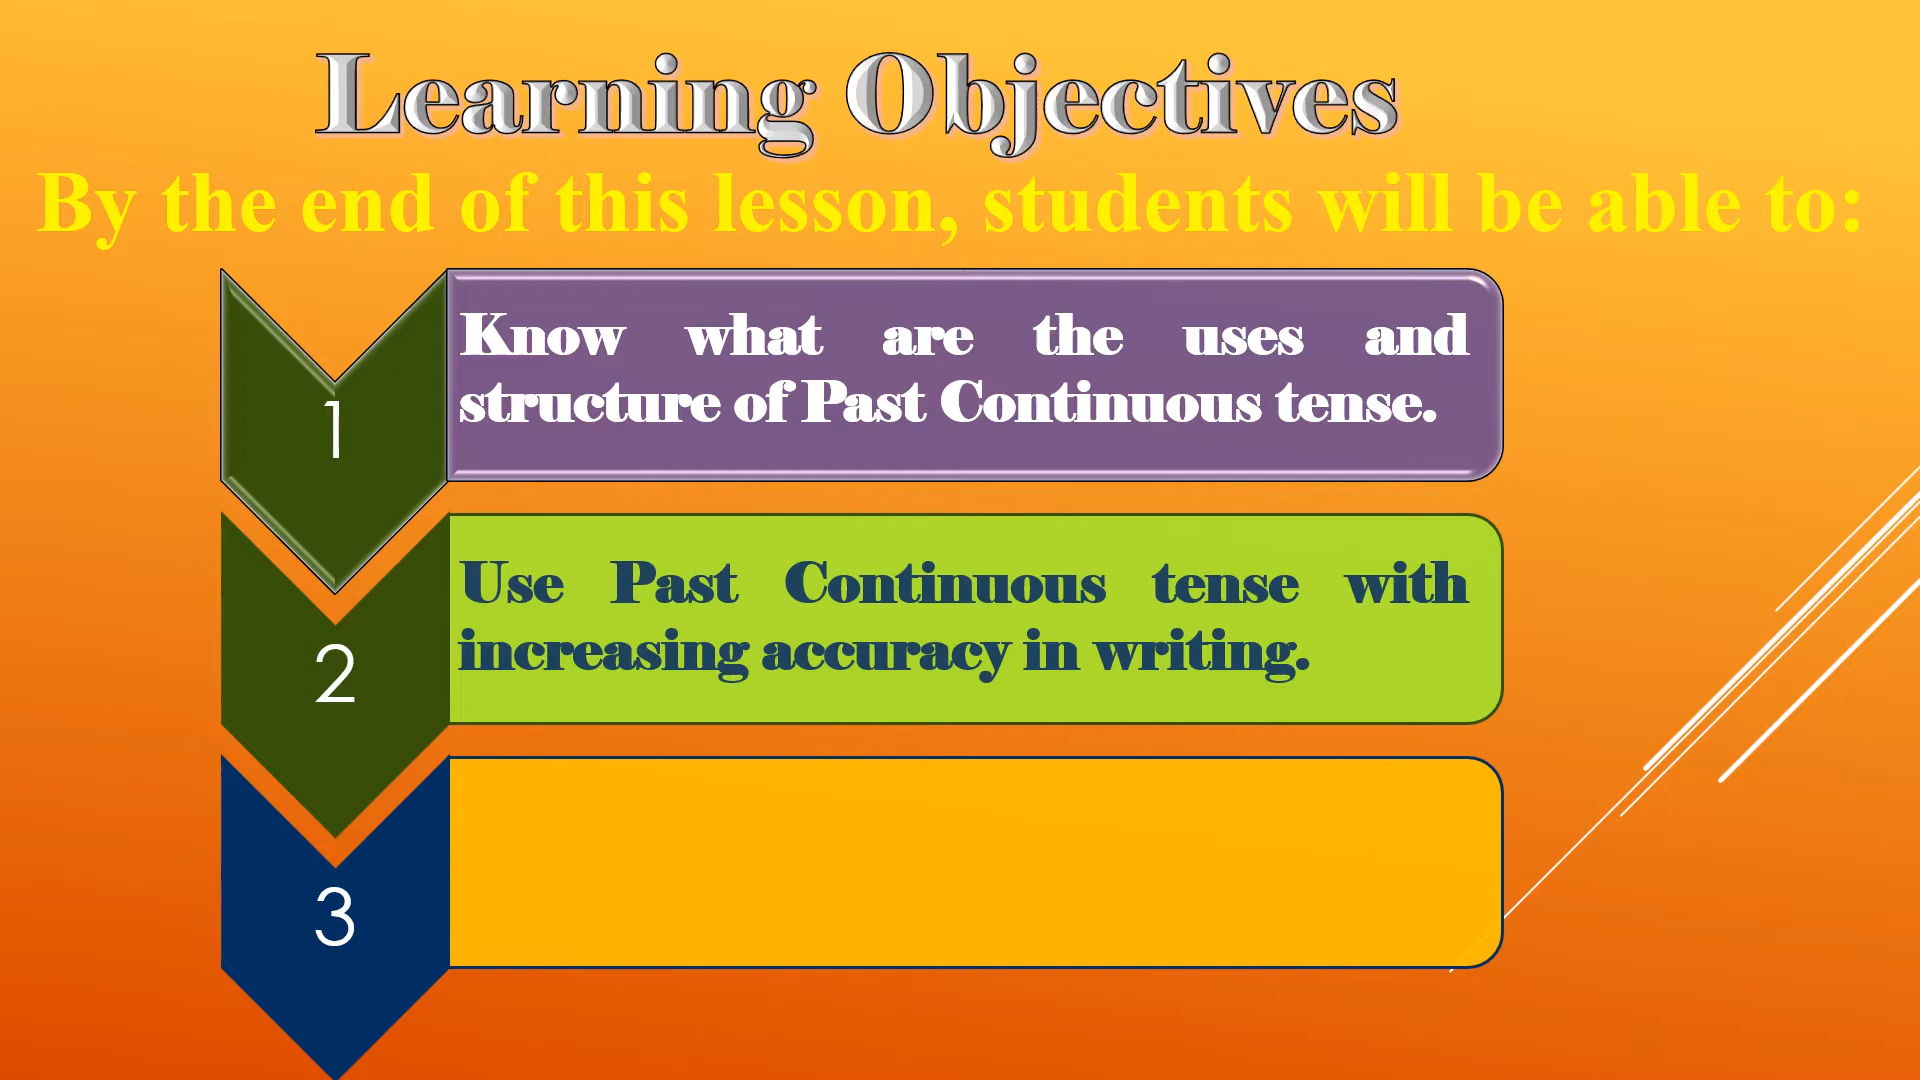 Learning Objectives
By the end of this lesson, students will be able to:
1
Know what are the uses and
structure of Past Continuous tense.
2
Use Past Continuous tense with
increasing accuracy in writing.
3